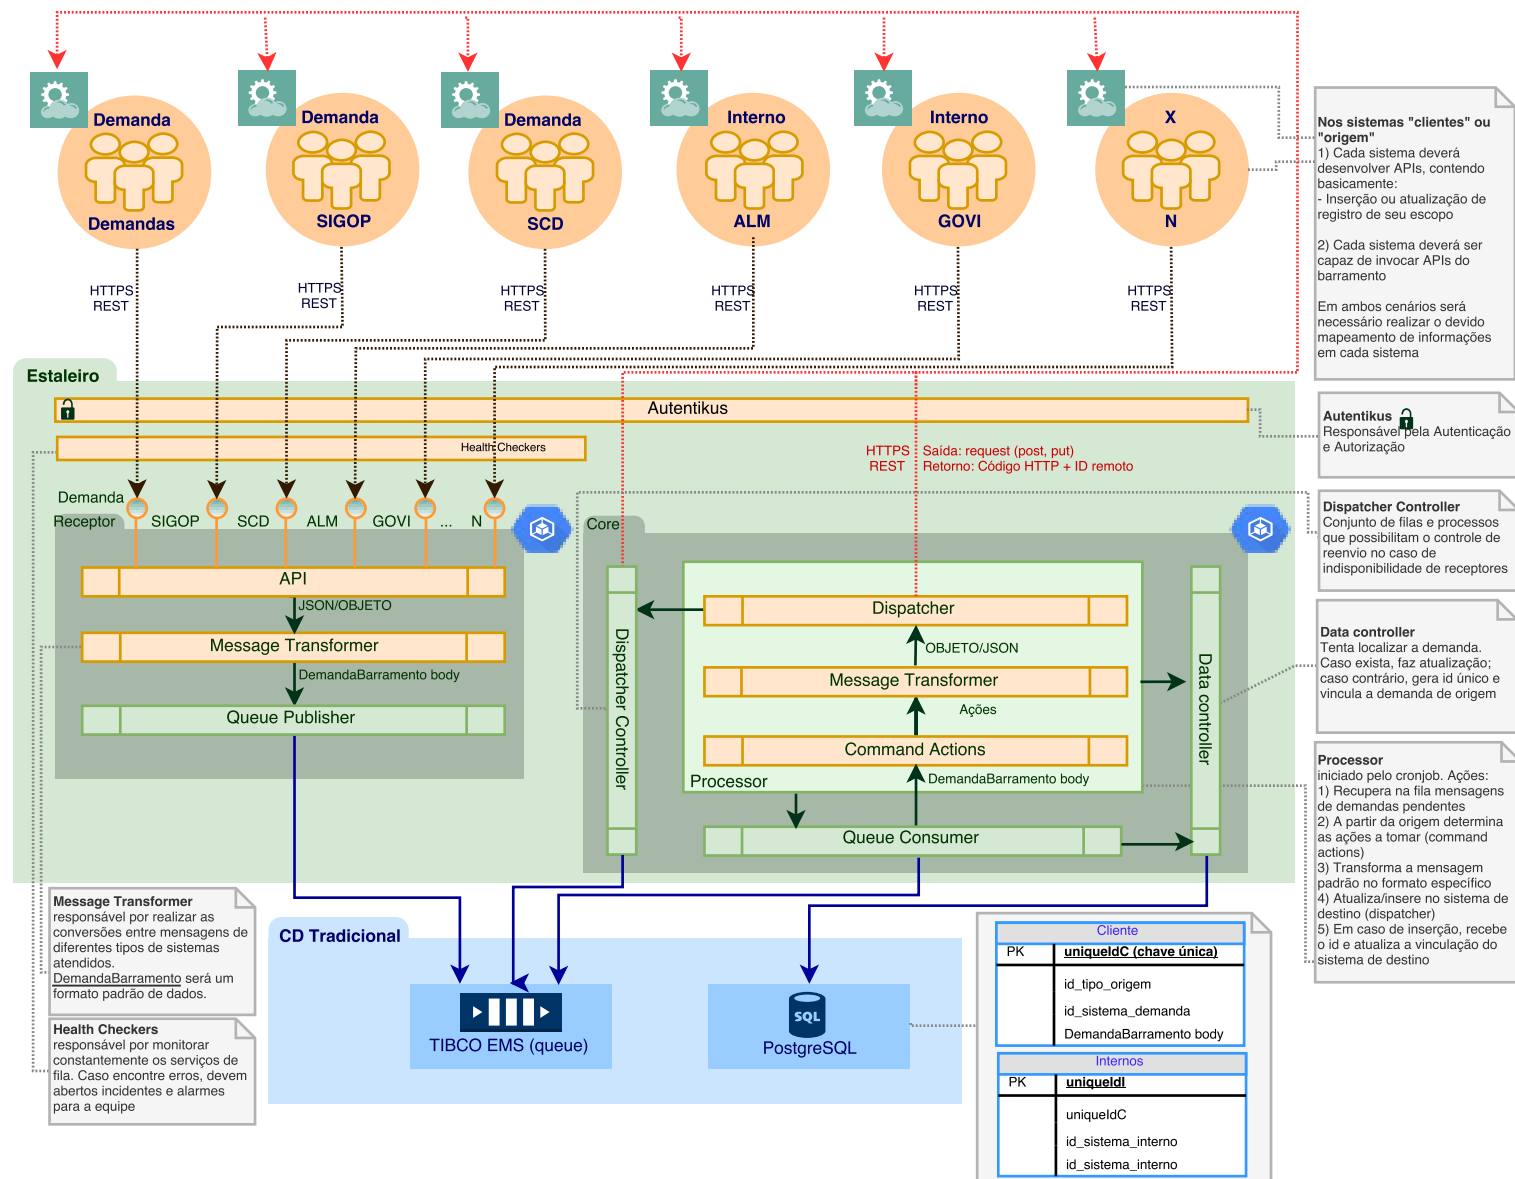 Demanda
Demandas
Demanda
SIGOP
Demanda
SCD
Interno
ALM
Interno
GOVI
X
N
HTTPS
REST
HTTPS
REST
HTTPS
REST
HTTPS
REST
HTTPS
REST
HTTPS
REST
Nos sistemas "clientes" ou
"origem"
1) Cada sistema deverá
desenvolver APIs, contendo
basicamente:
- Inserção ou atualização de
registro de seu escopo
2) Cada sistema deverá ser
capaz de invocar APIs do
barramento
Em ambos cenários será
necessário realizar o devido
mapeamento de informações
em cada sistema
Estaleiro
Autentikus
Health Checkers
HTTPS
REST
Saída: request (post, put)
Retorno: Código HTTP + ID remoto
Autentikus
Responsável pela Autenticação
e Autorização
Demanda
Receptor
SIGOP
SCD
ALM
GOVI
...
N
Core
Dispatcher Controller
Conjunto de filas e processos
que possibilitam o controle de
reenvio no caso de
indisponibilidade de receptores
API
JSON/OBJETO
Message Transformer
DemandaBarramento body
Queue Publisher
Dispatcher Controller
Dispatcher
OBJETO/JSON
Message Transformer
Ações
Command Actions
Processor
DemandaBarramento body
Queue Consumer
Data controller
Data controller
Tenta localizar a demanda.
Caso exista, faz atualização;
caso contrário, gera id único e
vincula a demanda de origem
Processor
iniciado pelo cronjob. Ações:
1) Recupera na fila mensagens
de demandas pendentes
2) A partir da origem determina
as ações a tomar (command
actions)
3) Transforma a mensagem
padrão no formato específico
4) Atualiza/insere no sistema de
destino (dispatcher)
5) Em caso de inserção, recebe
o id e atualiza a vinculação do
sistema de destino
Message Transformer
responsável por realizar as
conversões entre mensagens de
diferentes tipos de sistemas
atendidos.
DemandaBarramento será um
formato padrão de dados.
Health Checkers
responsável por monitorar
constantemente os serviços de
fila. Caso encontre erros, devem
abertos incidentes e alarmes
para a equipe
CD Tradicional
TIBCO EMS (queue)
SQL
PostgreSQL
Cliente
PK
uniqueIdC (chave única)
id_tipo_origem
id_sistema_demanda
DemandaBarramento body
Internos
PK
uniqueIdI
uniqueIdC
id_sistema_interno
id_sistema_interno